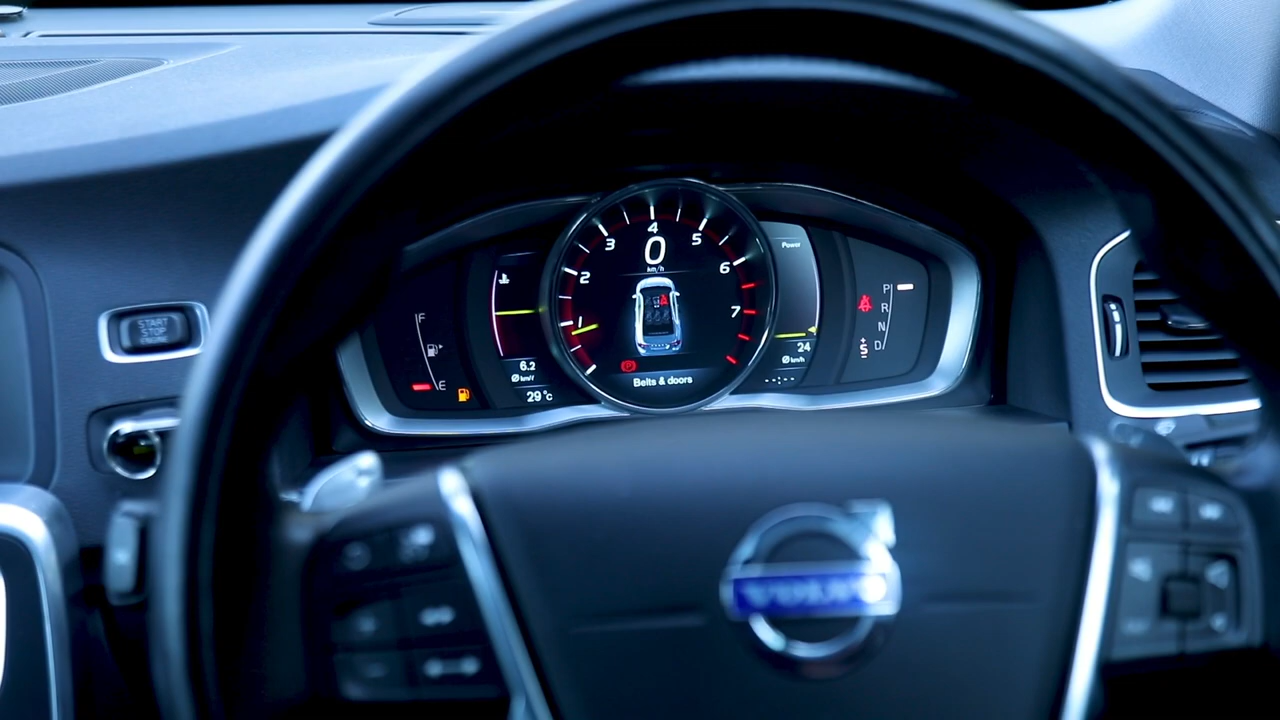 START
STOP
ENGINE
F
E
6.2
Ø km/l
29°c
1
2
3
4
5
6
7
0
km/h
Belts & doors
Power
24
Ø km/h
P
R
N
D
+
S
-
VOLVO